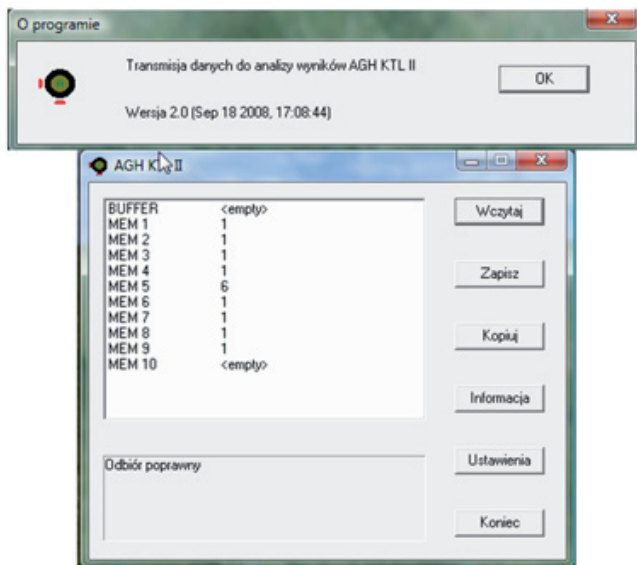 O programie
Transmisja danych do analizy wyników AGH KTL II
OK
Wersja 2.0 (Sep 18 2008, 17:08:44)
AGH KTL II
BUFFER <empty>
MEM 1 1
MEM 2 1
MEM 3 1
MEM 4 1
MEM 5 6
MEM 6 1
MEM 7 1
MEM 8 1
MEM 9 1
MEM 10 <empty>
Wczytaj
Zapisz
Kopiuj
Informacja
Odbiór poprawny
Ustawienia
Koniec